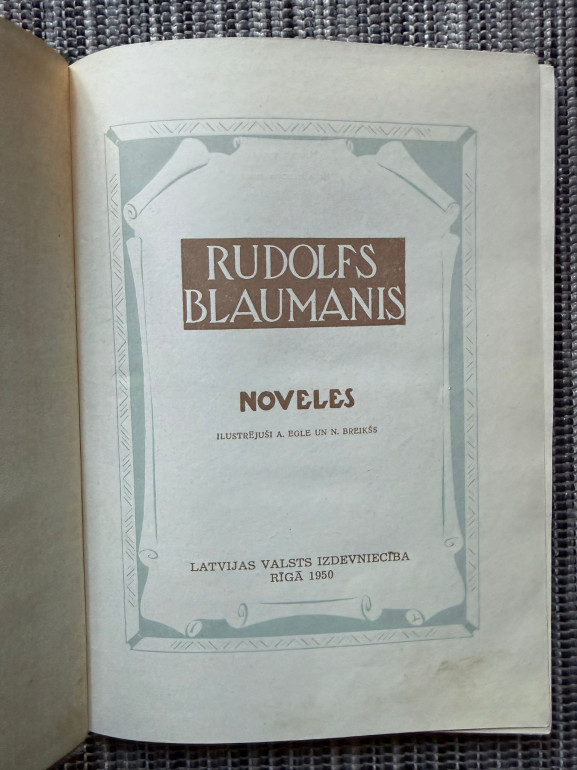 RUDOLFS
BLAUMANIS
NOVELES
ILUSTRĒJUŠI A. EGLE UN N. BREIKŠS
LATVIJAS VALSTS IZDEVNIECĪBA
RĪGĀ 1950